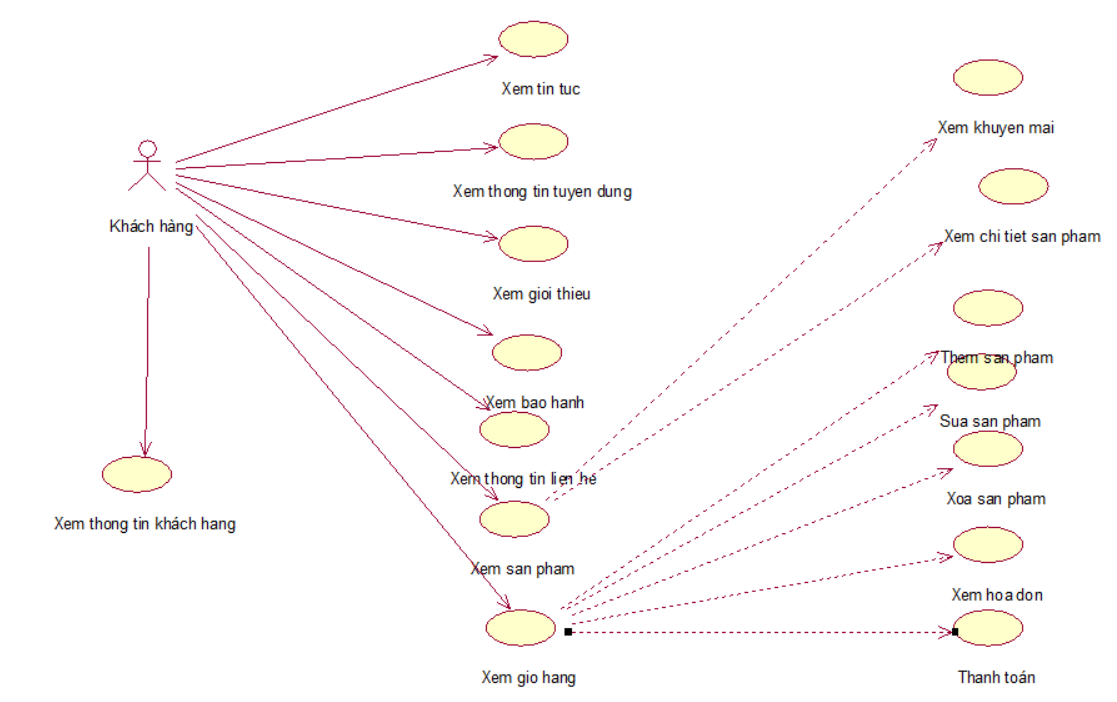 Xem tin tuc
Xem khuyen mai
Xem thong tin tuyen dung
Khách hàng
Xem chi tiet san pham
Xem gioi thieu
Them san pham
Xem bao hanh
Sua san pham
Xem thong tin lien he
Xoa san pham
Xem thong tin khách hang
Xem san pham
Xem hoa don
Xem gio hang
Thanh toán